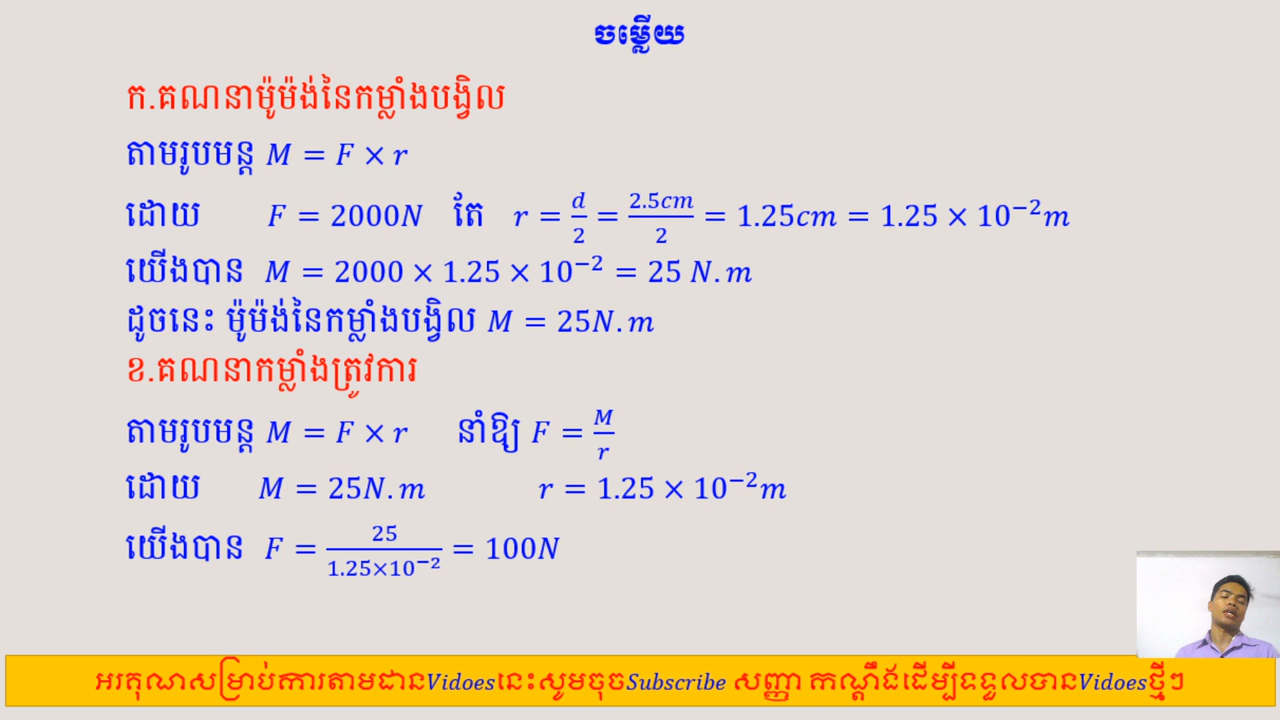 ចម្លើយ
ក.គណនាម៉ូម៉ង់នៃកម្លាំងបង្វិល
តាមរូបមន្ត M = F × r
ដោយ F = 2000N តែ r = d/2 = 2.5cm/2 = 1.25cm = 1.25 × 10⁻²m
យើងបាន M = 2000 × 1.25 × 10⁻² = 25 N.m
ដូចនេះ ម៉ូម៉ង់នៃកម្លាំងបង្វិល M = 25N.m
ខ.គណនាកម្លាំងត្រូវការ
តាមរូបមន្ត M = F × r នាំឱ្យ F = M/r
ដោយ M = 25N.m r = 1.25 × 10⁻²m
យើងបាន F = 25/1.25×10⁻² = 100N
អរគុណសម្រាប់ការតាមដានVidoesនេះសូមចុចSubscribe សញ្ញា កណ្តឹងដើម្បីទទួលបានVidoesថ្មីៗ